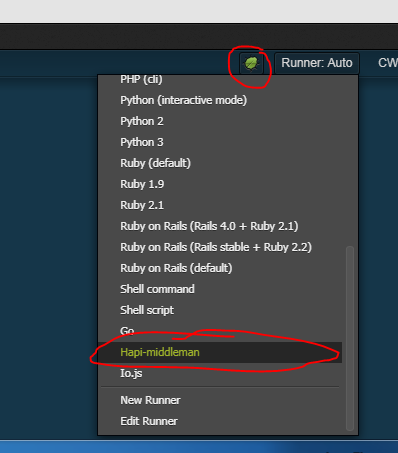 Runner: Auto
CW
PHP (cli)
Python (interactive mode)
Python 2
Python 3
Ruby (default)
Ruby 1.9
Ruby 2.1
Ruby on Rails (Rails 4.0 + Ruby 2.1)
Ruby on Rails (Rails stable + Ruby 2.2)
Ruby on Rails (default)
Shell command
Shell script
Go
Hapi-middleman
Io.js
New Runner
Edit Runner